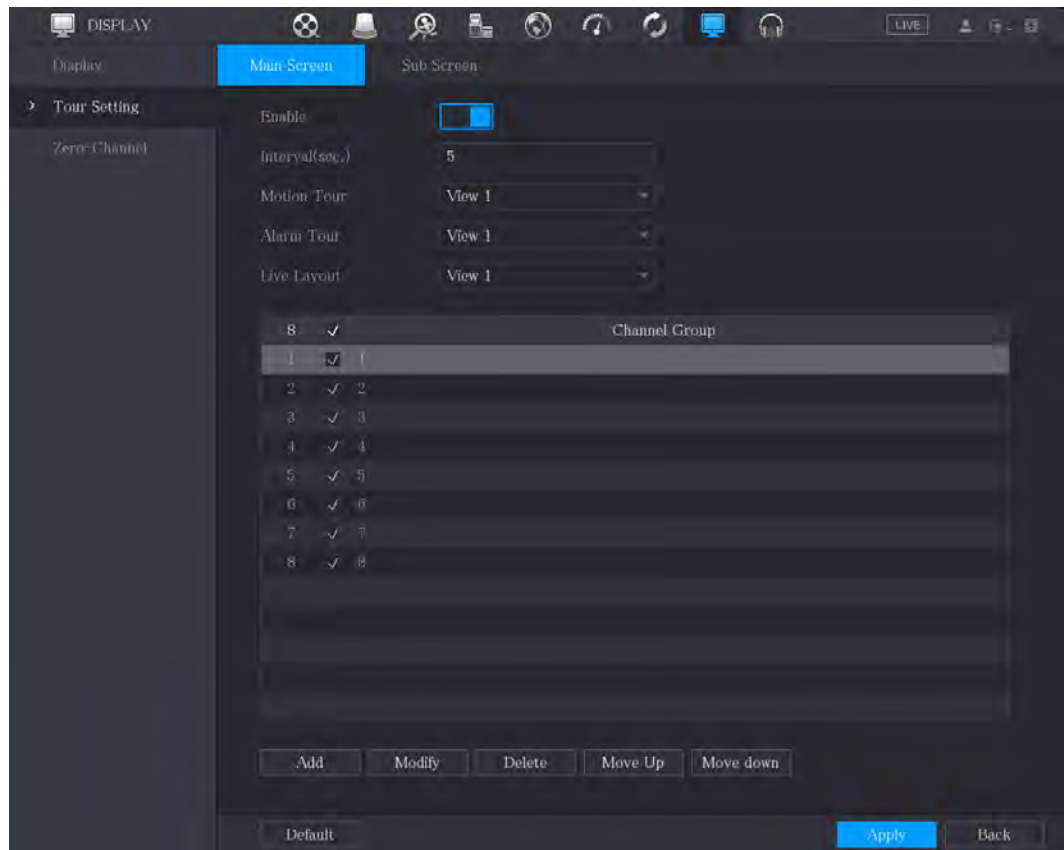 DISPLAY
LIVE
Display
Main Screen
Sub Screen
Tour Setting
Enable
Zero-Channel
Interval(sec.)
5
Motion Tour
View 1
Alarm Tour
View 1
Live Layout
View 1
8 Channel Group
1 1
2 2
3 3
4 4
5 5
6 6
7 7
8 8
Add
Modify
Delete
Move Up
Move down
Default
Apply
Back